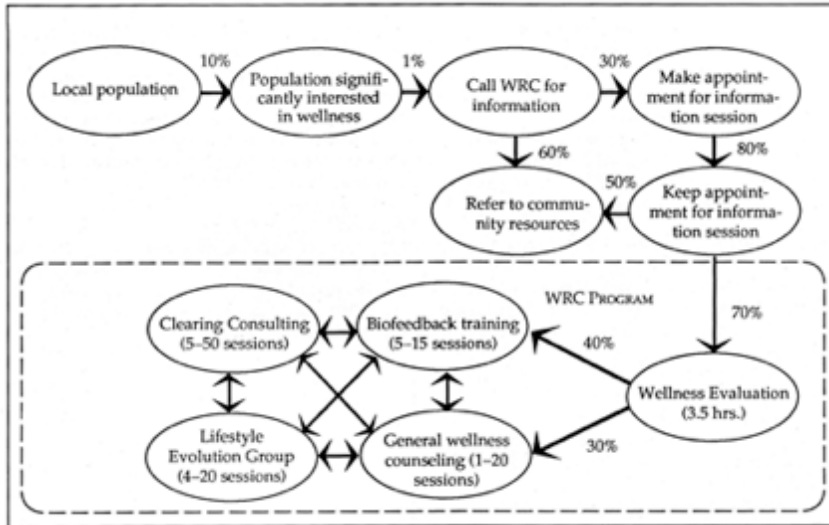 10%
1%
30%
Local population
Population signifi-
cantly interested
in wellness
Call WRC for
information
Make appoint-
ment for information
session
60%
80%
50%
Refer to commu-
nity resources
Keep appoint-
ment for informa-
tion session
WRC PROGRAM
70%
Clearing Consulting
(5–50 sessions)
Biofeedback training
(5–15 sessions)
40%
Wellness Evaluation
(3.5 hrs.)
Lifestyle
Evolution Group
(4–20 sessions)
General wellness
counseling (1–20
sessions)
30%